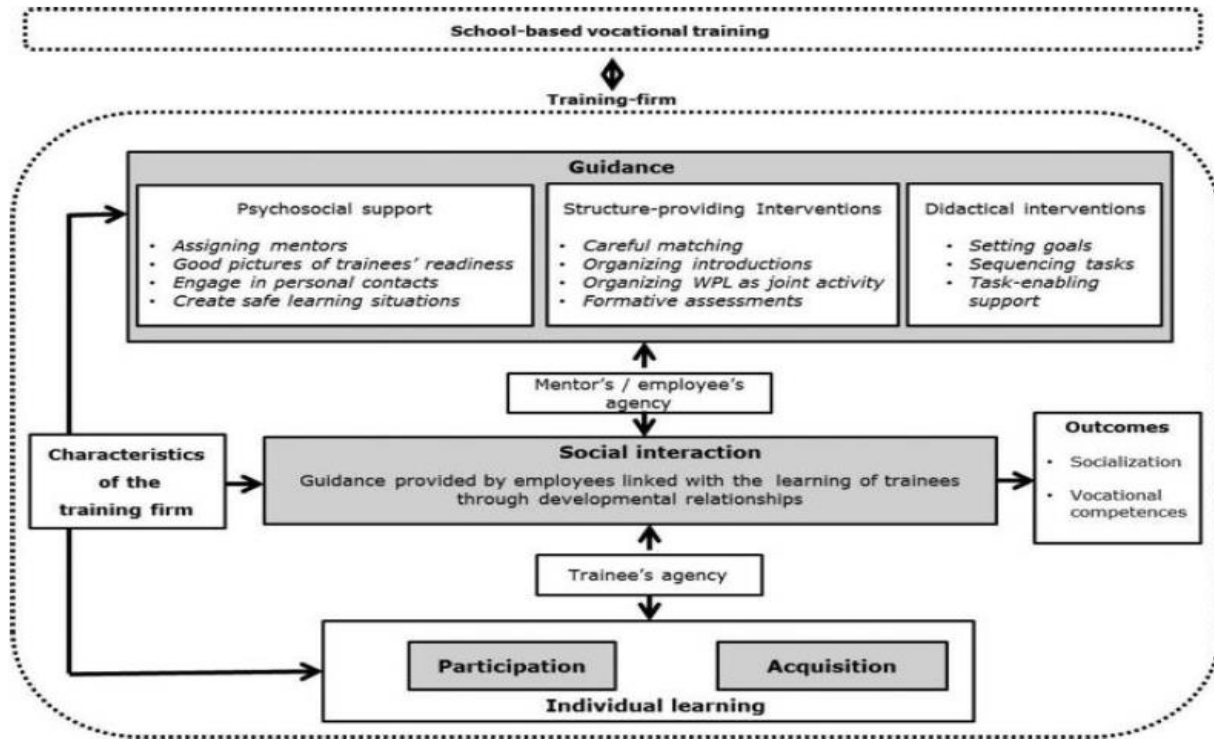 School-based vocational training
Training-firm
Guidance
Psychosocial support
• Assigning mentors
• Good pictures of trainees' readiness
• Engage in personal contacts
• Create safe learning situations
Structure-providing Interventions
• Careful matching
• Organizing introductions
• Organizing WPL as joint activity
• Formative assessments
Didactical interventions
• Setting goals
• Sequencing tasks
• Task-enabling
support
Mentor's / employee's
agency
Characteristics
of the
training firm
Social interaction
Guidance provided by employees linked with the learning of trainees
through developmental relationships
Outcomes
• Socialization
• Vocational
competences
Trainee's agency
Participation
Acquisition
Individual learning